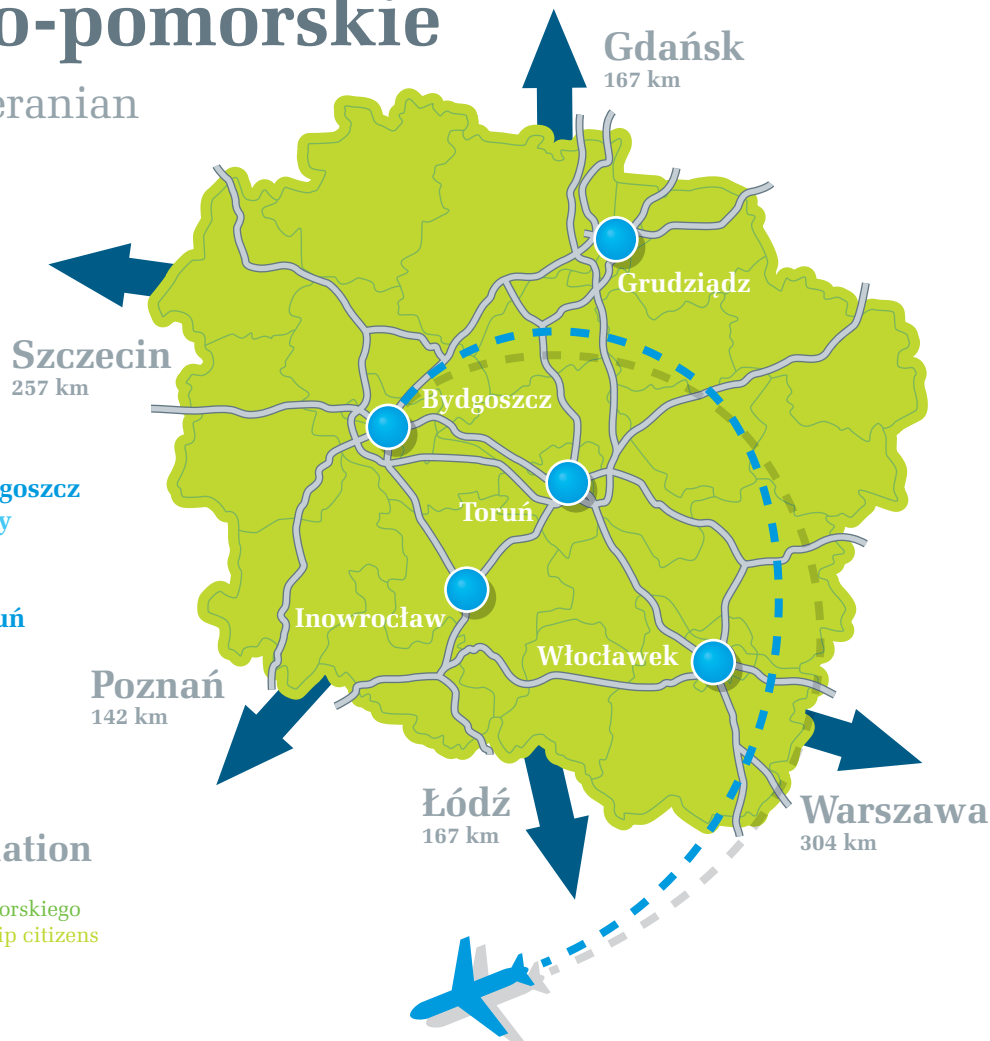 o-pomorskie
eranian
Gdańsk
167 km
Grudziądz
Szczecin
257 km
Bydgoszcz
goszcz
y
Toruń
uń
Inowrocław
Włocławek
Poznań
142 km
Łódź
167 km
Warszawa
304 km
ation
orskiego
ip citizens